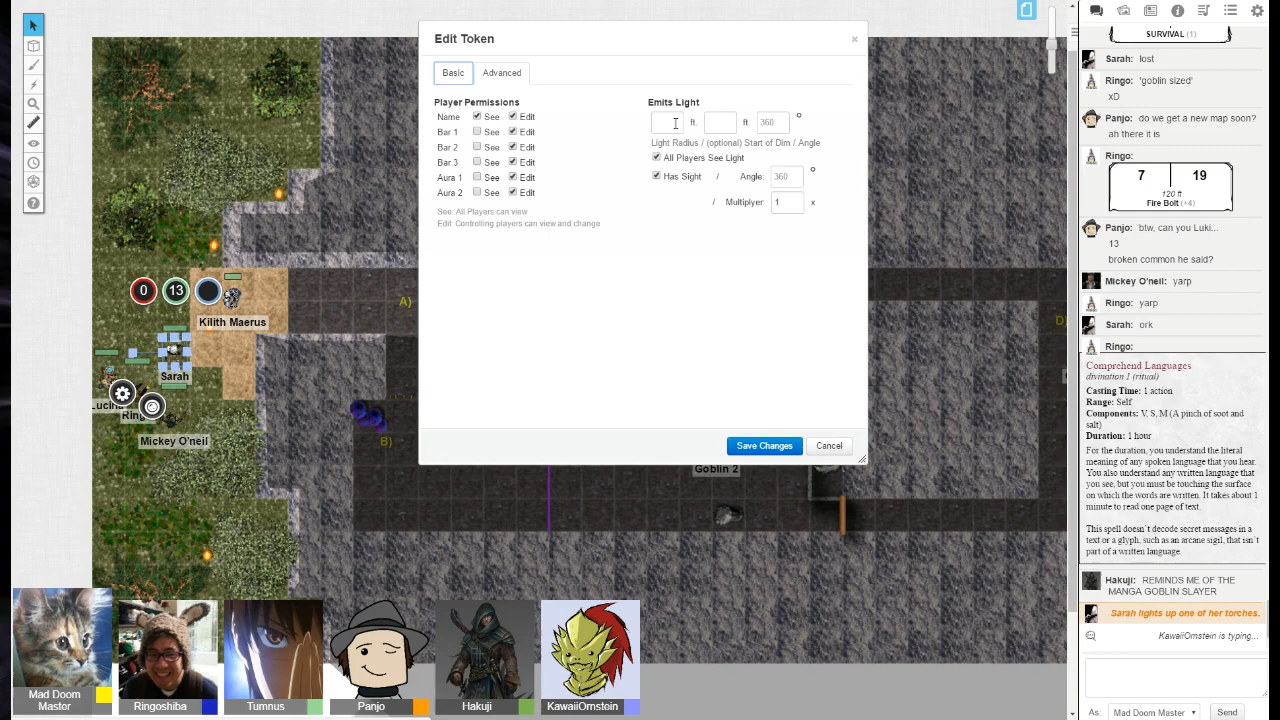 Edit Token
×
Basic
Advanced
Player Permissions
Name See Edit
Bar 1 See Edit
Bar 2 See Edit
Bar 3 See Edit
Aura 1 See Edit
Aura 2 See Edit
See: All Players can view
Edit: Controlling players can view and change
Emits Light
ft. ft. 360 °
Light Radius / (optional) Start of Dim / Angle
All Players See Light
Has Sight / Angle: 360 °
/ Multiplyer: 1 x
Save Changes
Cancel
A)
0
13
Kilith Maerus
Sarah
Mickey O'neil
B)
D)
Goblin 2
Mad Doom
Master
Ringoshiba
Tumnus
Panjo
Hakuji
KawaiiOrnstein
SURVIVAL (1)
Sarah: lost
Ringo: 'goblin sized'
xD
Panjo: do we get a new map soon?
ah there it is
Ringo:
7 19
120 ft
Fire Bolt (+4)
Panjo: btw, can you Luki...
13
broken common he said?
Mickey O'neil: yarp
Ringo: yarp
Sarah: ork
Ringo:
Comprehend Languages
divination 1 (ritual)
Casting Time: 1 action
Range: Self
Components: V, S, M (A pinch of soot and
salt)
Duration: 1 hour
For the duration, you understand the literal
meaning of any spoken language that you hear.
You also understand any written language that
you see, but you must be touching the surface
on which the words are written. It takes about 1
minute to read one page of text.
This spell doesn't decode secret messages in a
text or a glyph, such as an arcane sigil, that isn't
part of a written language.
Hakuji: REMINDS ME OF THE
MANGA GOBLIN SLAYER
Sarah lights up one of her torches.
KawaiiOrnstein is typing...
As: Mad Doom Master
Send